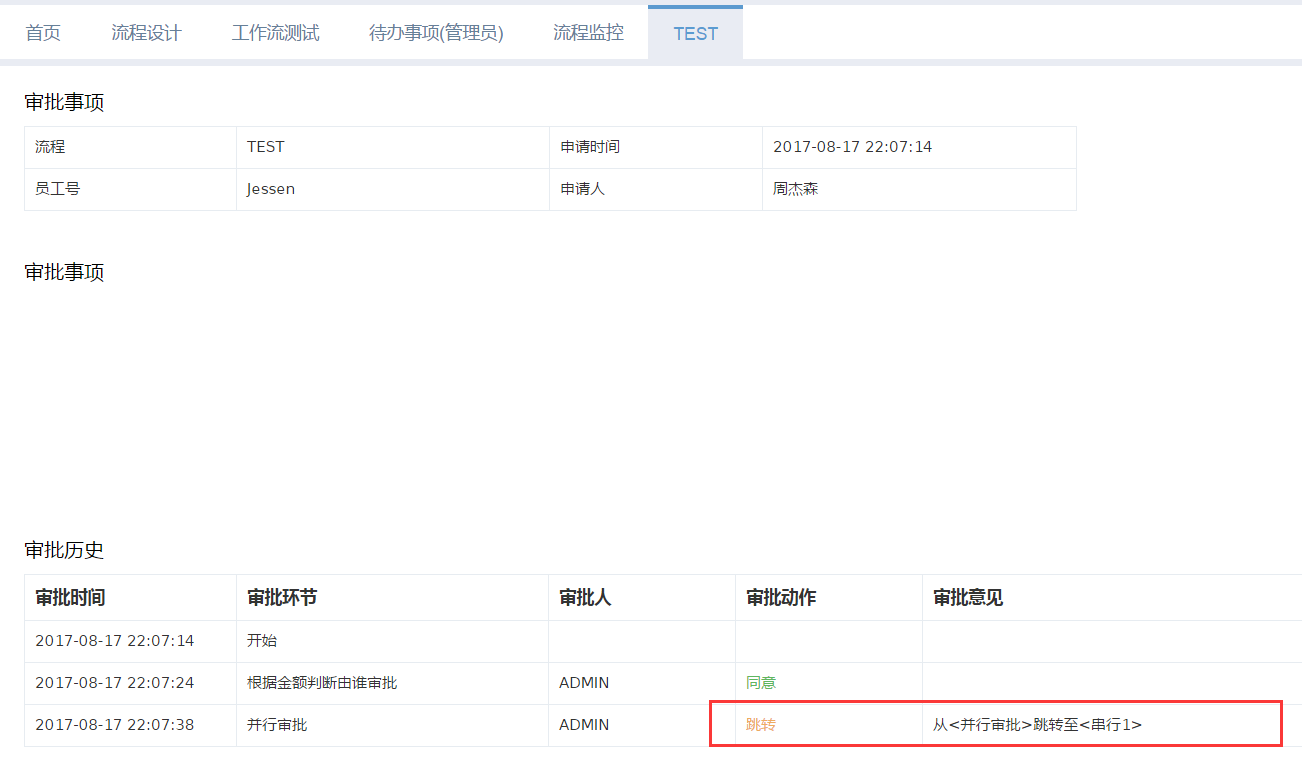 首页 流程设计 工作流测试 待办事项(管理员) 流程监控 TEST
审批事项
流程 TEST 申请时间 2017-08-17 22:07:14
员工号 Jessen 申请人 周杰森
审批事项
审批历史
审批时间 审批环节 审批人 审批动作 审批意见
2017-08-17 22:07:14 开始
2017-08-17 22:07:24 根据金额判断由谁审批 ADMIN 同意
2017-08-17 22:07:38 并行审批 ADMIN 跳转 从<并行审批>跳转至<串行1>